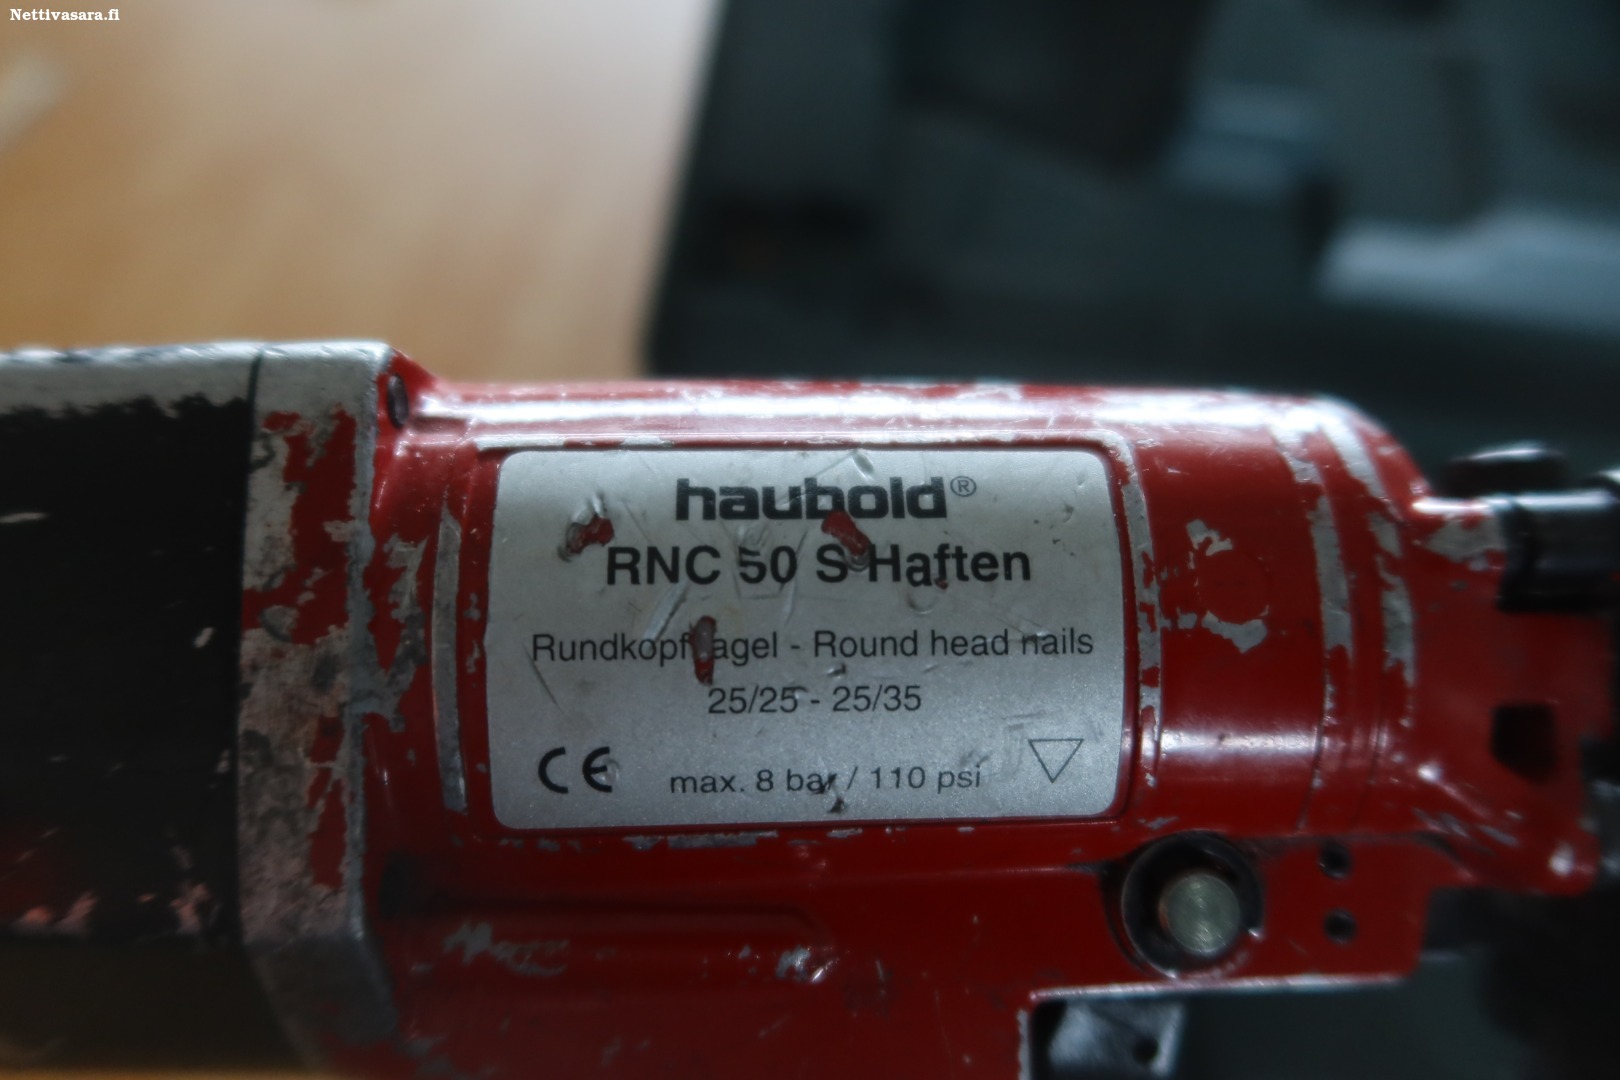 Nettivasara.fi
haubold®
RNC 50 S Haften
Rundkopfnagel - Round head nails
25/25 - 25/35
CE max. 8 bar / 110 psi